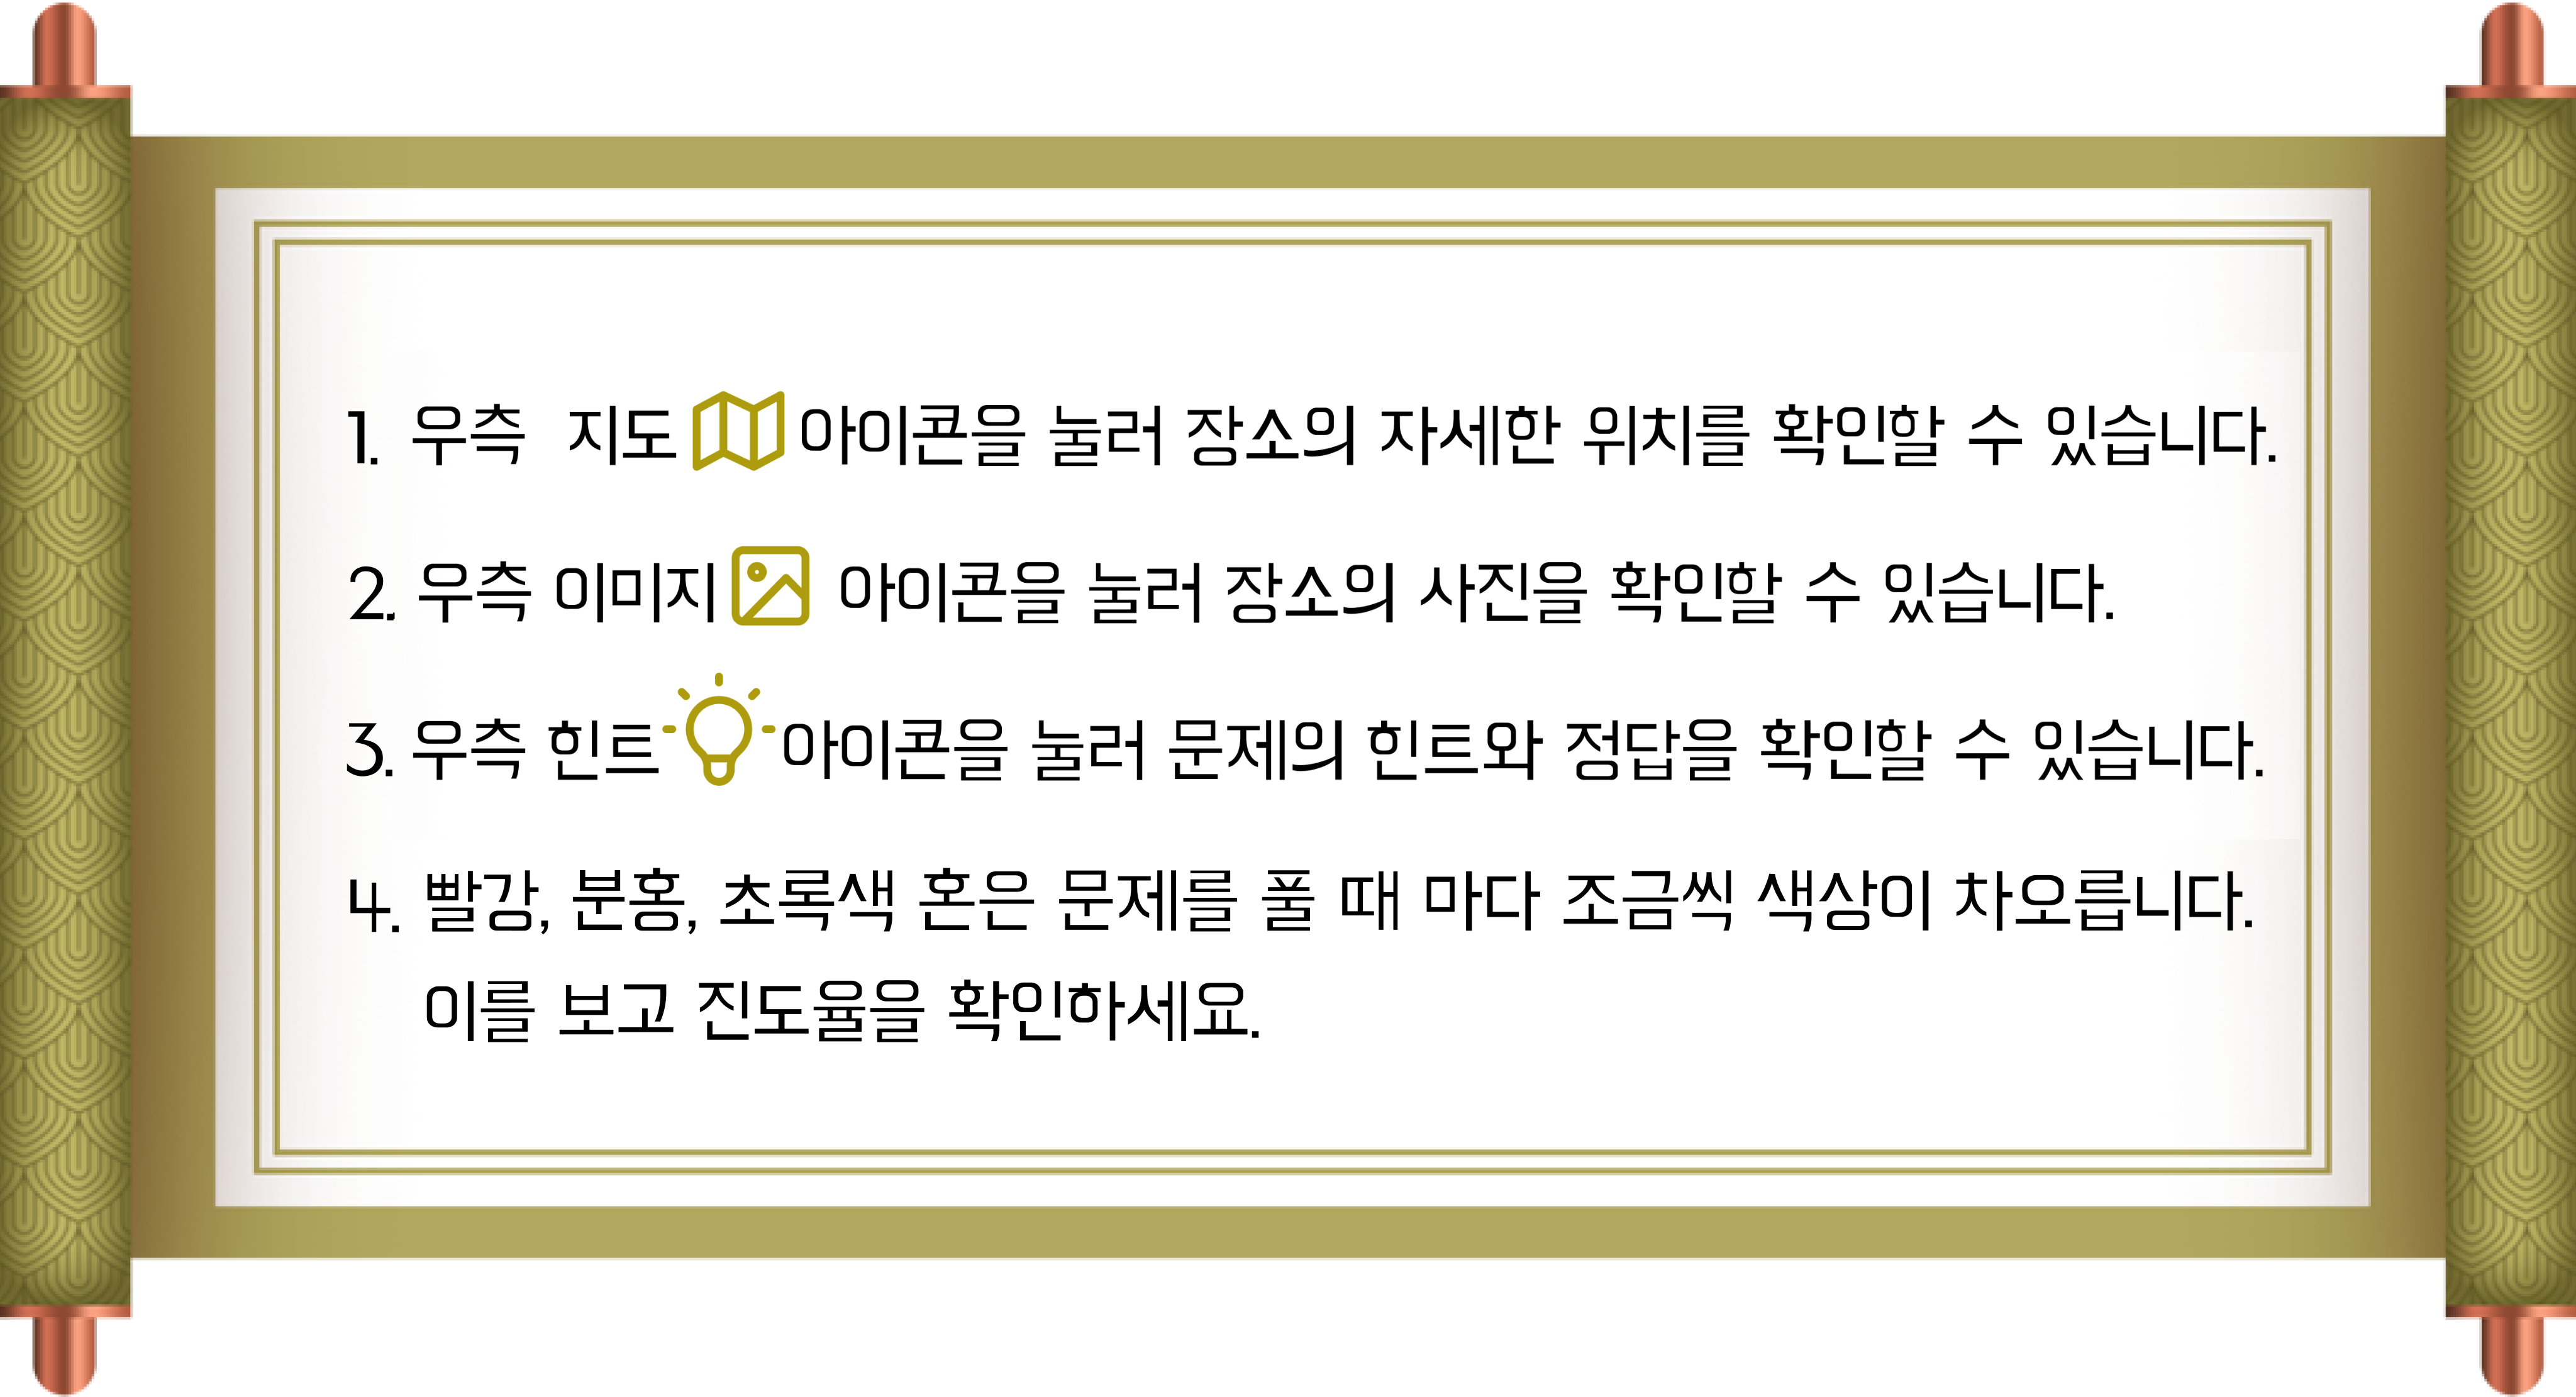 1. 우측 지도 아이콘을 눌러 장소의 자세한 위치를 확인할 수 있습니다.
2. 우측 이미지 아이콘을 눌러 장소의 사진을 확인할 수 있습니다.
3. 우측 힌트 아이콘을 눌러 문제의 힌트와 정답을 확인할 수 있습니다.
4. 빨강, 분홍, 초록색 혼은 문제를 풀 때 마다 조금씩 색상이 차오릅니다.
이를 보고 진도율을 확인하세요.